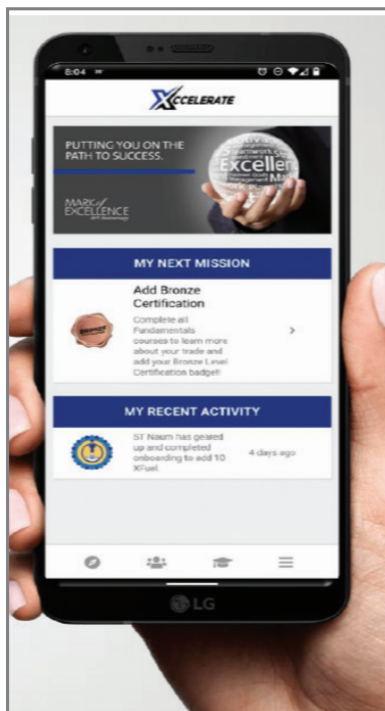 8:04
XCCELERATE
PUTTING YOU ON THE
PATH TO SUCCESS.
Excellen
MARK of
EXCELLENCE
MY NEXT MISSION
Add Bronze
Certification
BRONZE
Complete all
Fundamentals
courses to learn more
about your trade and
add your Bronze Level
Certification badge!!
MY RECENT ACTIVITY
ST Naum has geared
up and completed
onboarding to add 10
XFuel.
4 days ago
LG